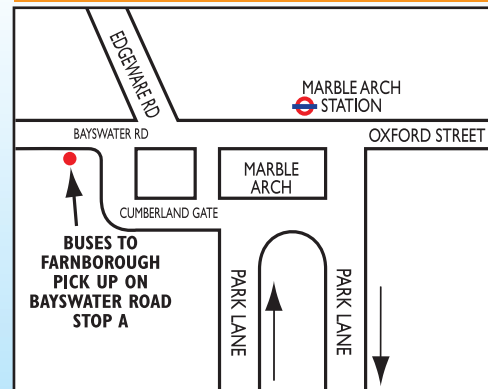 EDGEWARE RD
MARBLE ARCH
STATION
BAYSWATER RD
OXFORD STREET
MARBLE
ARCH
CUMBERLAND GATE
BUSES TO
FARNBOROUGH
PICK UP ON
BAYSWATER ROAD
STOP A
PARK LANE
PARK LANE